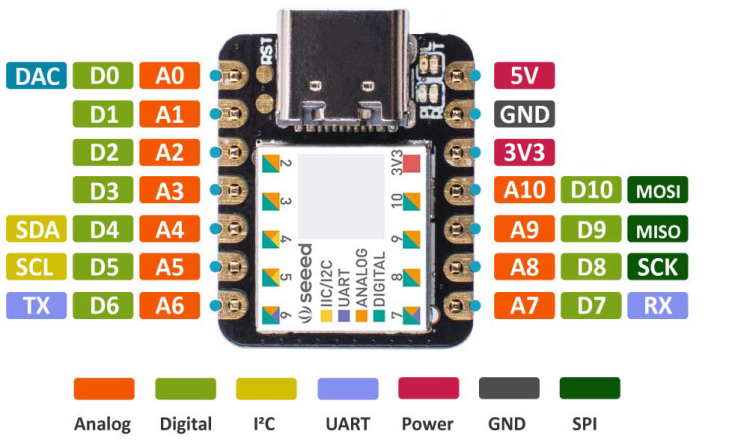 RST
DAC D0 A0 5V
D1 A1 GND
D2 A2 3V3
D3 A3 A10 D10 MOSI
SDA D4 A4 A9 D9 MISO
SCL D5 A5 A8 D8 SCK
TX D6 A6 A7 D7 RX
2 3V3
3 10
4 9
5 8
6 7
seeed
IIC/I2C
UART
ANALOG
DIGITAL
Analog Digital I²C UART Power GND SPI